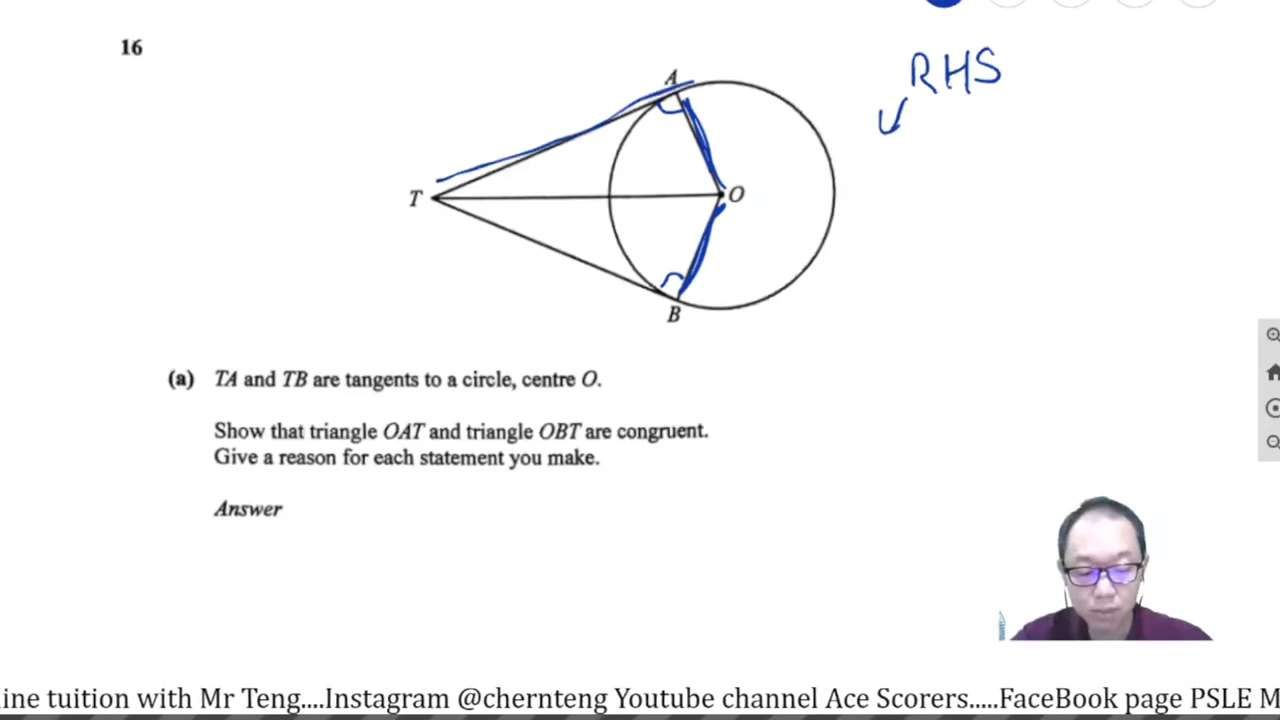 16
RHS
A
T
O
B
(a) TA and TB are tangents to a circle, centre O.
Show that triangle OAT and triangle OBT are congruent.
Give a reason for each statement you make.
Answer
ine tuition with Mr Teng....Instagram @chernteng Youtube channel Ace Scorers.....FaceBook page PSLE M